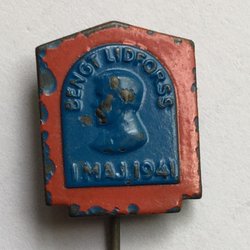 BENGT LIDFORSS
1 MAJ 1941